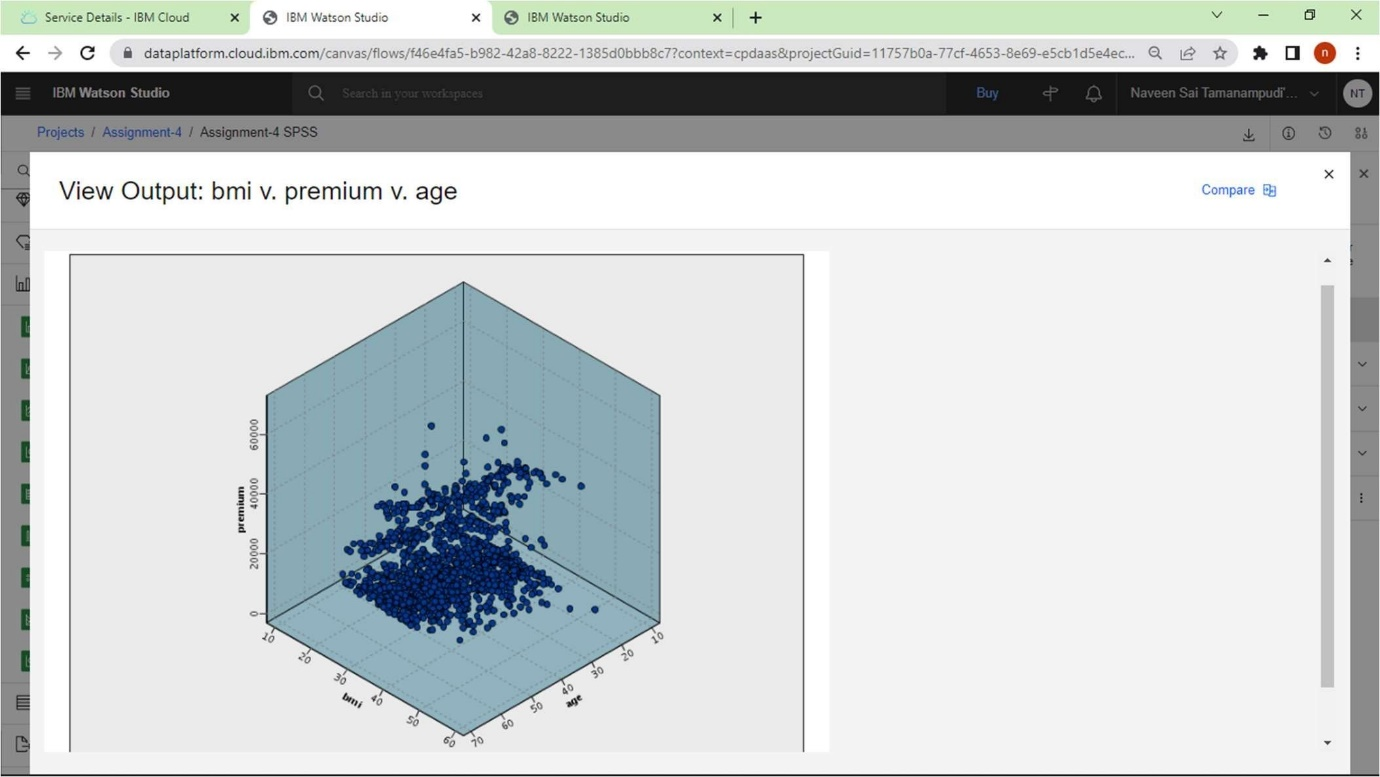 Service Details - IBM Cloud
IBM Watson Studio
IBM Watson Studio
dataplatform.cloud.ibm.com/canvas/flows/f46e4fa5-b982-42a8-8222-1385d0bbb8c7?context=cpdaas&projectGuid=11757b0a-77cf-4653-8e69-e5cb1d5e4ec...
n
IBM Watson Studio
Search in your workspaces
Buy
Naveen Sai Tamanampudi'...
NT
Projects / Assignment-4 / Assignment-4 SPSS
View Output: bmi v. premium v. age
Compare
premium
60000
40000
20000
0
10
20
30
40
50
60
bmi
70
60
50
40
30
20
10
age